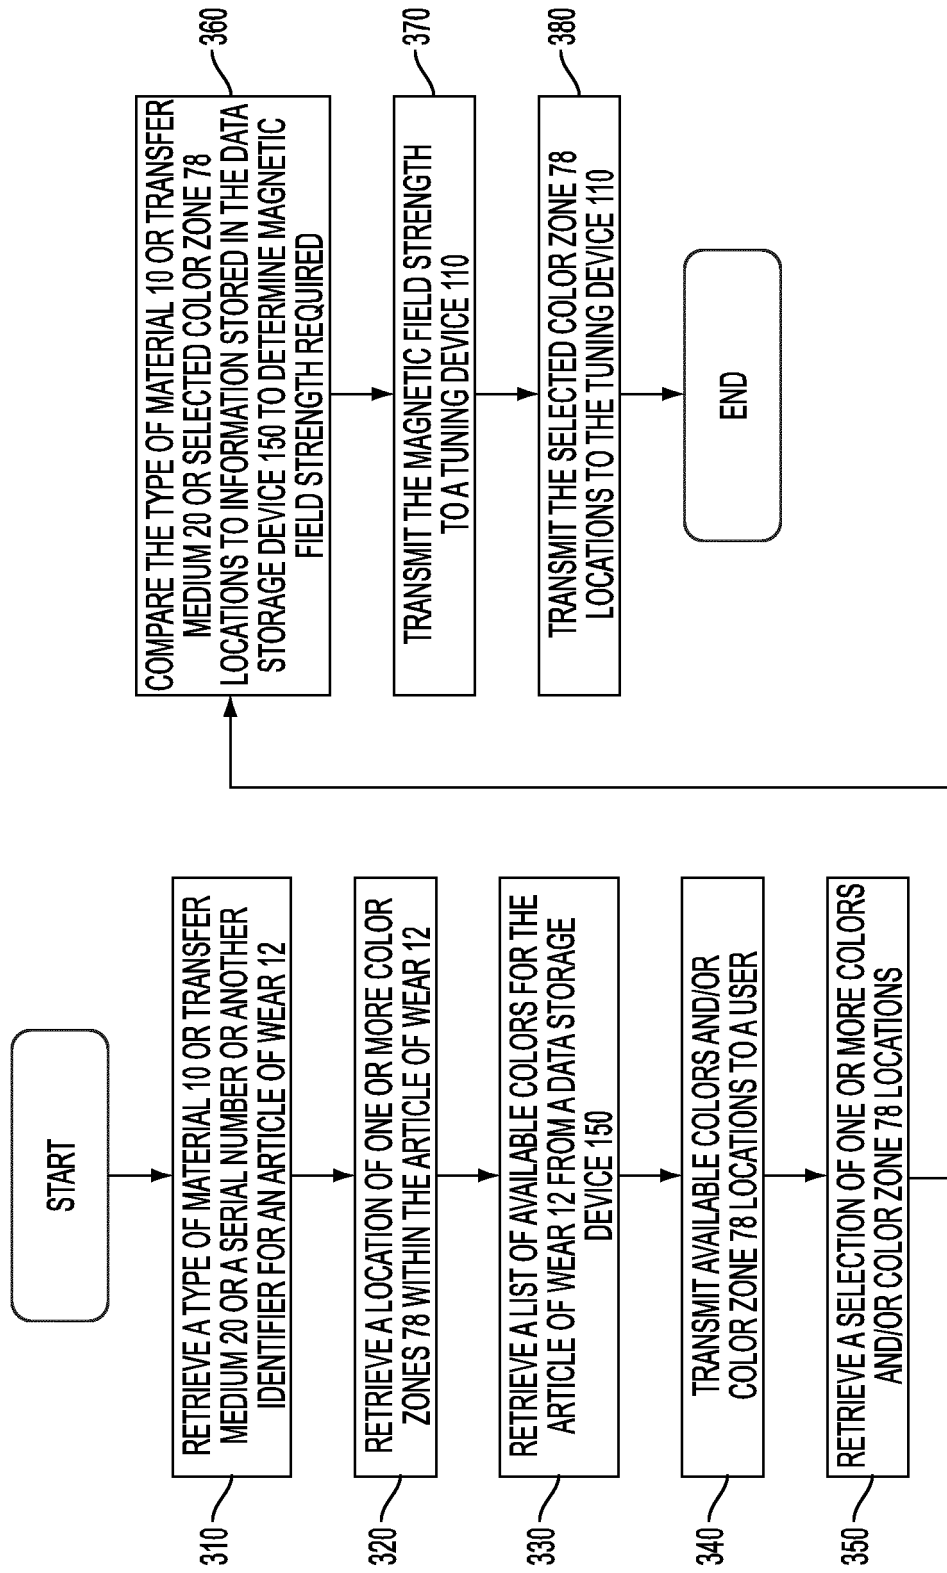 START
310
RETRIEVE A TYPE OF MATERIAL 10 OR TRANSFER
MEDIUM 20 OR A SERIAL NUMBER OR ANOTHER
IDENTIFIER FOR AN ARTICLE OF WEAR 12
320
RETRIEVE A LOCATION OF ONE OR MORE COLOR
ZONES 78 WITHIN THE ARTICLE OF WEAR 12
330
RETRIEVE A LIST OF AVAILABLE COLORS FOR THE
ARTICLE OF WEAR 12 FROM A DATA STORAGE
DEVICE 150
340
TRANSMIT AVAILABLE COLORS AND/OR
COLOR ZONE 78 LOCATIONS TO A USER
350
RETRIEVE A SELECTION OF ONE OR MORE COLORS
AND/OR COLOR ZONE 78 LOCATIONS
360
COMPARE THE TYPE OF MATERIAL 10 OR TRANSFER
MEDIUM 20 OR SELECTED COLOR ZONE 78
LOCATIONS TO INFORMATION STORED IN THE DATA
STORAGE DEVICE 150 TO DETERMINE MAGNETIC
FIELD STRENGTH REQUIRED
370
TRANSMIT THE MAGNETIC FIELD STRENGTH
TO A TUNING DEVICE 110
380
TRANSMIT THE SELECTED COLOR ZONE 78
LOCATIONS TO THE TUNING DEVICE 110
END